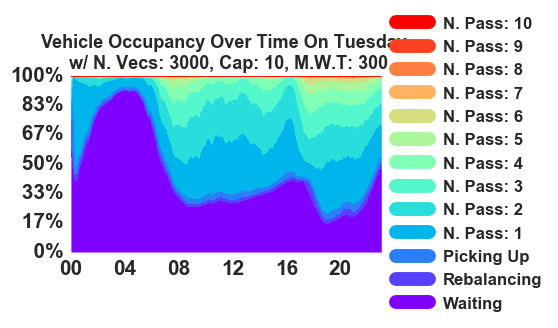 Vehicle Occupancy Over Time On Tuesday
w/ N. Vecs: 3000, Cap: 10, M.W.T: 300
100%
83%
67%
50%
33%
17%
0%
00 04 08 12 16 20
N. Pass: 10
N. Pass: 9
N. Pass: 8
N. Pass: 7
N. Pass: 6
N. Pass: 5
N. Pass: 4
N. Pass: 3
N. Pass: 2
N. Pass: 1
Picking Up
Rebalancing
Waiting